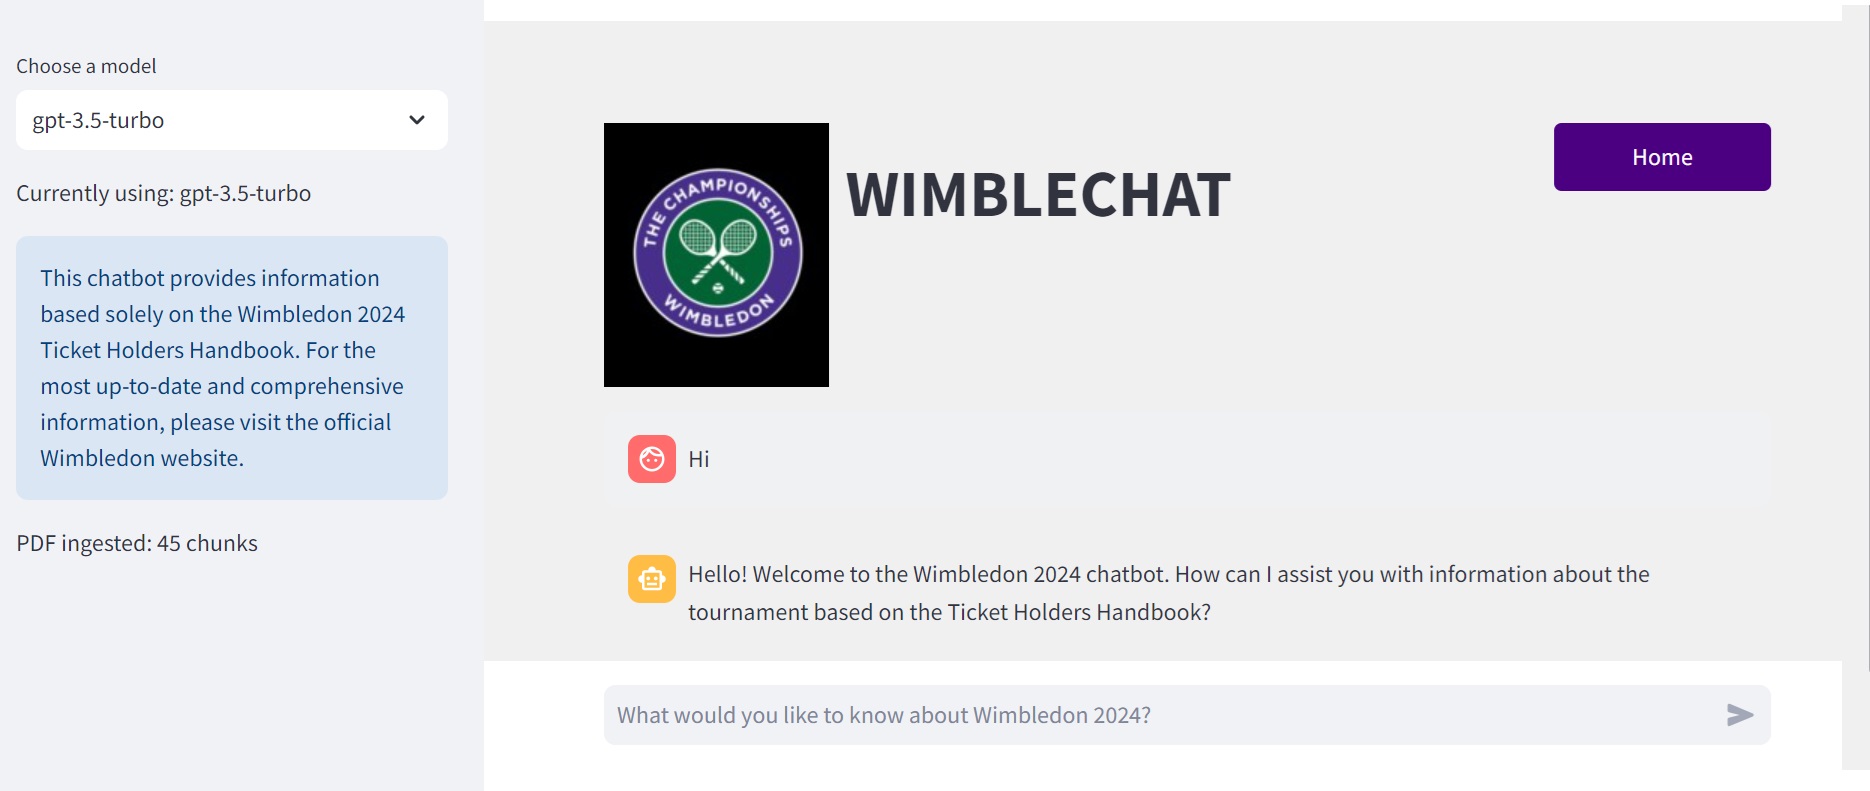 Choose a model
gpt-3.5-turbo
Currently using: gpt-3.5-turbo
This chatbot provides information
based solely on the Wimbledon 2024
Ticket Holders Handbook. For the
most up-to-date and comprehensive
information, please visit the official
Wimbledon website.
PDF ingested: 45 chunks
THE CHAMPIONSHIPS
WIMBLEDON
WIMBLECHAT
Home
Hi
Hello! Welcome to the Wimbledon 2024 chatbot. How can I assist you with information about the
tournament based on the Ticket Holders Handbook?
What would you like to know about Wimbledon 2024?